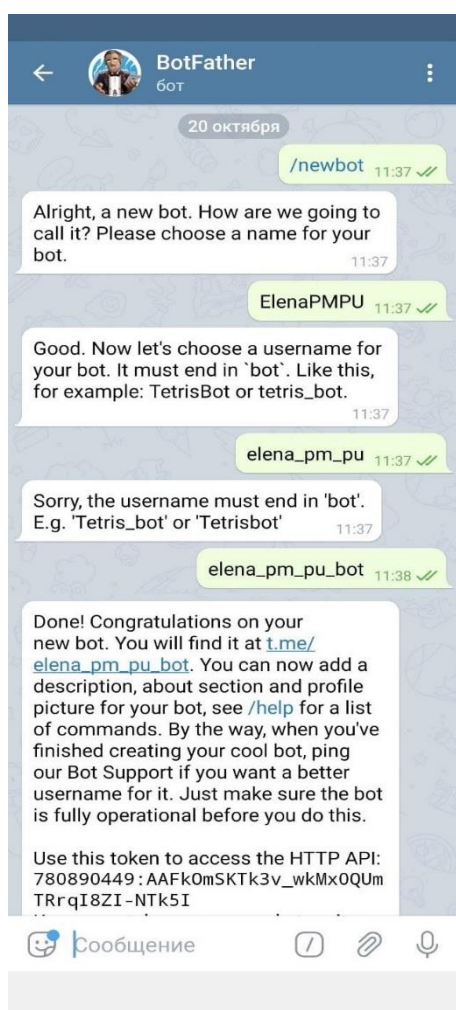 BotFather
бот
20 октября
/newbot 11:37
Alright, a new bot. How are we going to
call it? Please choose a name for your
bot.
11:37
ElenaPMPU 11:37
Good. Now let's choose a username for
your bot. It must end in `bot`. Like this,
for example: TetrisBot or tetris_bot.
11:37
elena_pm_pu 11:37
Sorry, the username must end in 'bot'.
E.g. 'Tetris_bot' or 'Tetrisbot' 11:37
elena_pm_pu_bot 11:38
Done! Congratulations on your
new bot. You will find it at t.me/
elena_pm_pu_bot. You can now add a
description, about section and profile
picture for your bot, see /help for a list
of commands. By the way, when you've
finished creating your cool bot, ping
our Bot Support if you want a better
username for it. Just make sure the bot
is fully operational before you do this.
Use this token to access the HTTP API:
780890449:AAFkOmSKTk3v_wkMx0QUm
TRrqI8ZI-NTk5I
Сообщение